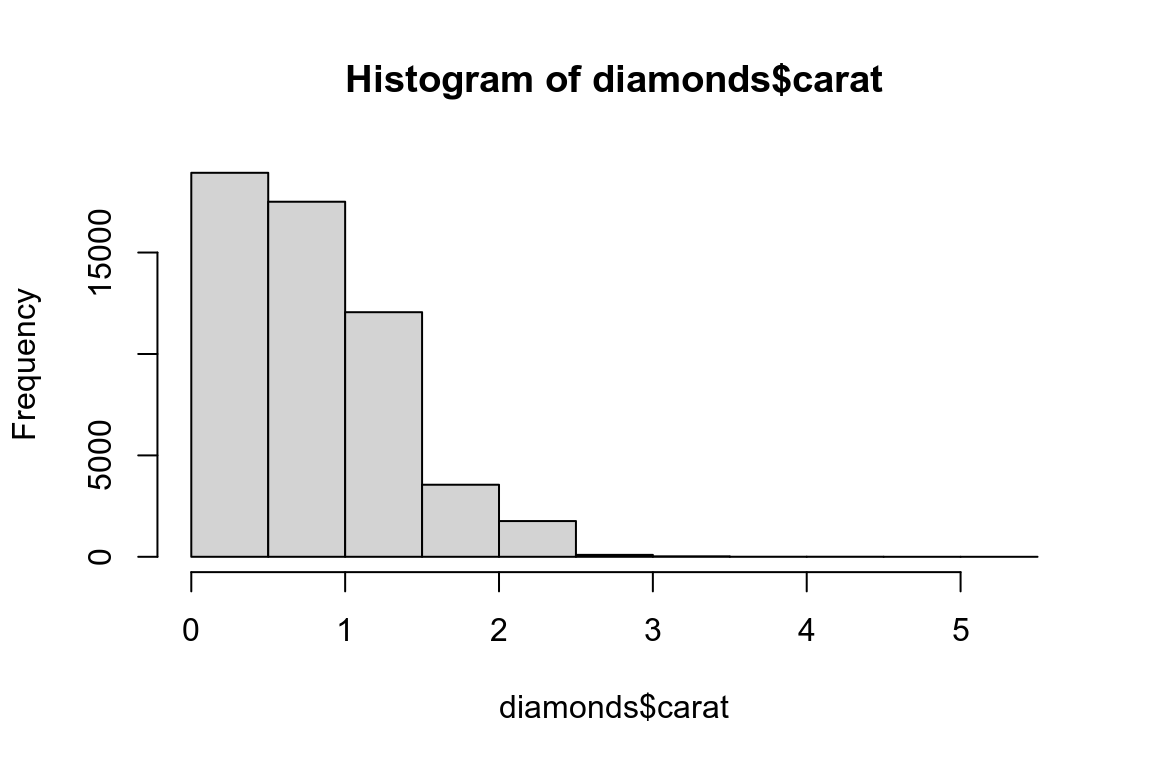 Histogram of diamonds$carat
Frequency
15000
5000
0
0 1 2 3 4 5
diamonds$carat